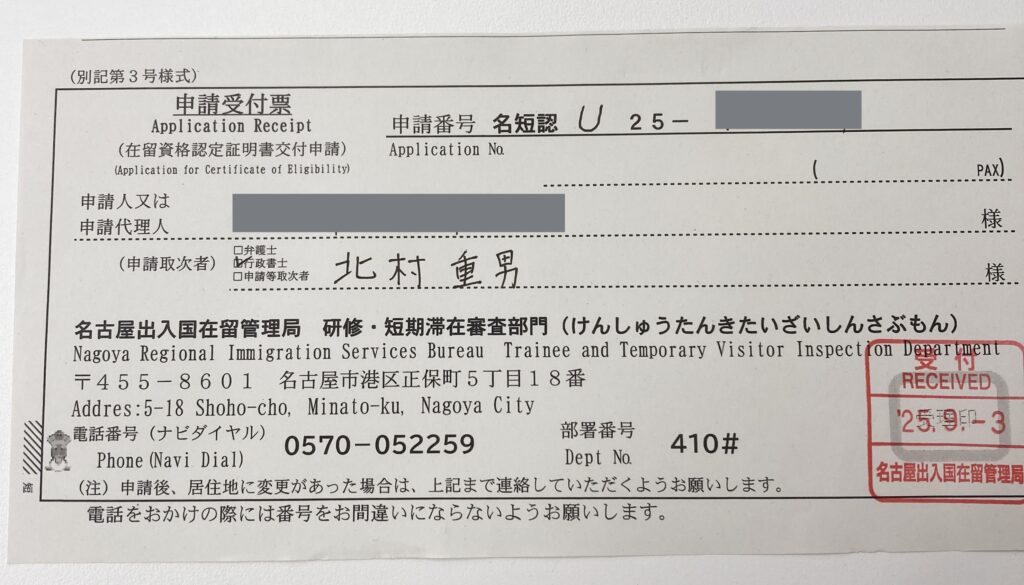 (別記第3号様式)
申請受付票
Application Receipt
(在留資格認定証明書交付申請)
(Application for Certificate of Eligibility)
申請番号 名短認 U 25-
Application No.
( PAX)
申請人又は
申請代理人 様
(申請取次者) □弁護士
☑行政書士
□申請等取次者
北村 重男 様
名古屋出入国在留管理局 研修・短期滞在審査部門(けんしゅうたんきたいざいしんさぶもん)
Nagoya Regional Immigration Services Bureau Trainee and Temporary Visitor Inspection Department
〒455-8601 名古屋市港区正保町5丁目18番
Addres:5-18 Shoho-cho, Minato-ku, Nagoya City
電話番号(ナビダイヤル) 0570-052259 部署番号 410#
Phone(Navi Dial) Dept No.
(注)申請後、居住地に変更があった場合は、上記まで連絡していただくようお願いします。
電話をおかけの際には番号をお間違いにならないようお願いします。
受付
RECEIVED
'25.9.-3
受理印
名古屋出入国在留管理局